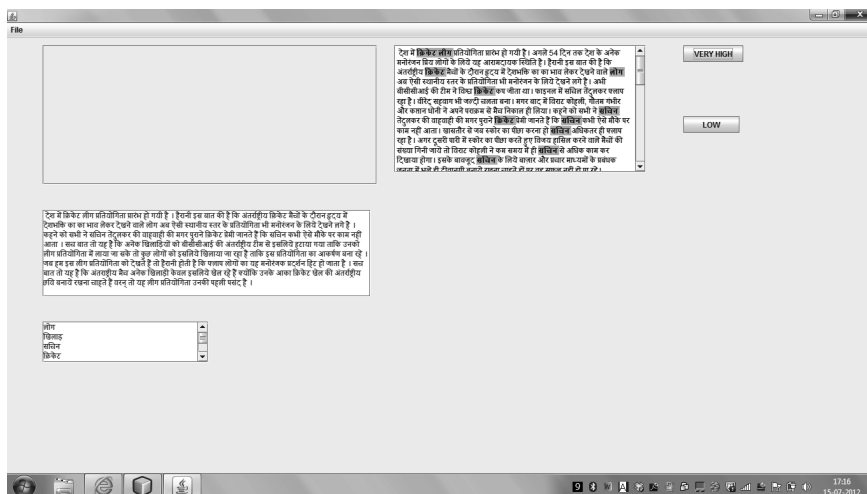 File
देश में क्रिकेट लीग प्रतियोगिता प्रारंभ हो गयी है। अगले 54 दिन तक देश के अनेक
मनोरंजन प्रिय लोगों के लिये यह आरामदायक स्थिति है। हैरानी इस बात की है कि
अंतर्राष्ट्रीय क्रिकेट मैचों के दौरान हृदय में देशभक्ति का का भाव लेकर देखने वाले लोग
अब ऐसी स्थानीय स्तर के प्रतियोगिता भी मनोरंजन के लिये देखने लगे हैं। अभी
बीसीसीआई की टीम ने विश्व क्रिकेट कप जीता था। फाइनल में सचिन तेंदुलकर फ्लाप
रहा है। वीरेंद्र सहवाग भी जल्दी चलता बना। मगर बाद में विराट कोहली, गौतम गंभीर
और कप्तान धोनी ने अपने पराक्रम से मैच निकाल ही लिया। कहने को सभी ने सचिन
तेंदुलकर की वाहवाही की मगर पुराने क्रिकेट प्रेमी जानते हैं कि सचिन कभी ऐसे मौके पर
काम नहीं आता। खासतौर से जब स्कोर का पीछा करना हो सचिन अधिकतर ही फ्लाप
रहा है। अगर दूसरी पारी में स्कोर का पीछा करते हुए विजय हासिल करने वाले मैचों की
संख्या गिनी जाये तो विराट कोहली ने कम समय में ही सचिन से अधिक काम कर
दिखाया होगा। इसके बावजूद सचिन के लिये बाजार और प्रचार माध्यमों के प्रबंधक
VERY HIGH
LOW
देश में क्रिकेट लीग प्रतियोगिता प्रारंभ हो गयी है । हैरानी इस बात की है कि अंतर्राष्ट्रीय क्रिकेट मैचों के दौरान हृदय में
देशभक्ति का का भाव लेकर देखने वाले लोग अब ऐसी स्थानीय स्तर के प्रतियोगिता भी मनोरंजन के लिये देखने लगे हैं ।
कहने को सभी ने सचिन तेंदुलकर की वाहवाही की मगर पुराने क्रिकेट प्रेमी जानते हैं कि सचिन कभी ऐसे मौके पर काम नहीं
आता । सच बात तो यह है कि अनेक खिलाड़ियों को बीसीसीआई की अंतर्राष्ट्रीय टीम से इसलिये हटाया गया ताकि उनको
लीग प्रतियोगिता में लाया जा सके तो कुछ लोगों को इसलिये खिलाया जा रहा है ताकि इस प्रतियोगिता का आकर्षण बना रहे ।
जब हम इस लीग प्रतियोगिता को देखते हैं तो हैरानी होती है कि फ्लाप लोगों का यह मनोरंजक प्रदर्शन हिट हो जाता है । सच
बात तो यह है कि अंतराष्ट्रीय मैच अनेक खिलाड़ी केवल इसलिये खेल रहे हैं क्योंकि उनके आका क्रिकेट खेल की अंतर्राष्ट्रीय
छवि बनाये रखना चाहते हैं वरन् तो यह लीग प्रतियोगिता उनकी पहली पसंद है ।
लोग
खिलाड़
सचिन
क्रिकेट
17:16
15-07-2012